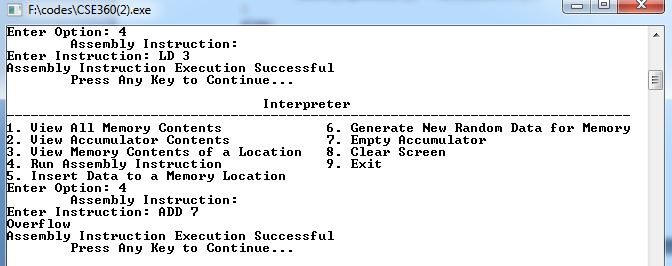 F:\codes\CSE360(2).exe
Enter Option: 4
Assembly Instruction:
Enter Instruction: LD 3
Assembly Instruction Execution Successful
Press Any Key to Continue...
Interpreter
1. View All Memory Contents 6. Generate New Random Data for Memory
2. View Accumulator Contents 7. Empty Accumulator
3. View Memory Contents of a Location 8. Clear Screen
4. Run Assembly Instruction 9. Exit
5. Insert Data to a Memory Location
Enter Option: 4
Assembly Instruction:
Enter Instruction: ADD 7
Overflow
Assembly Instruction Execution Successful
Press Any Key to Continue...